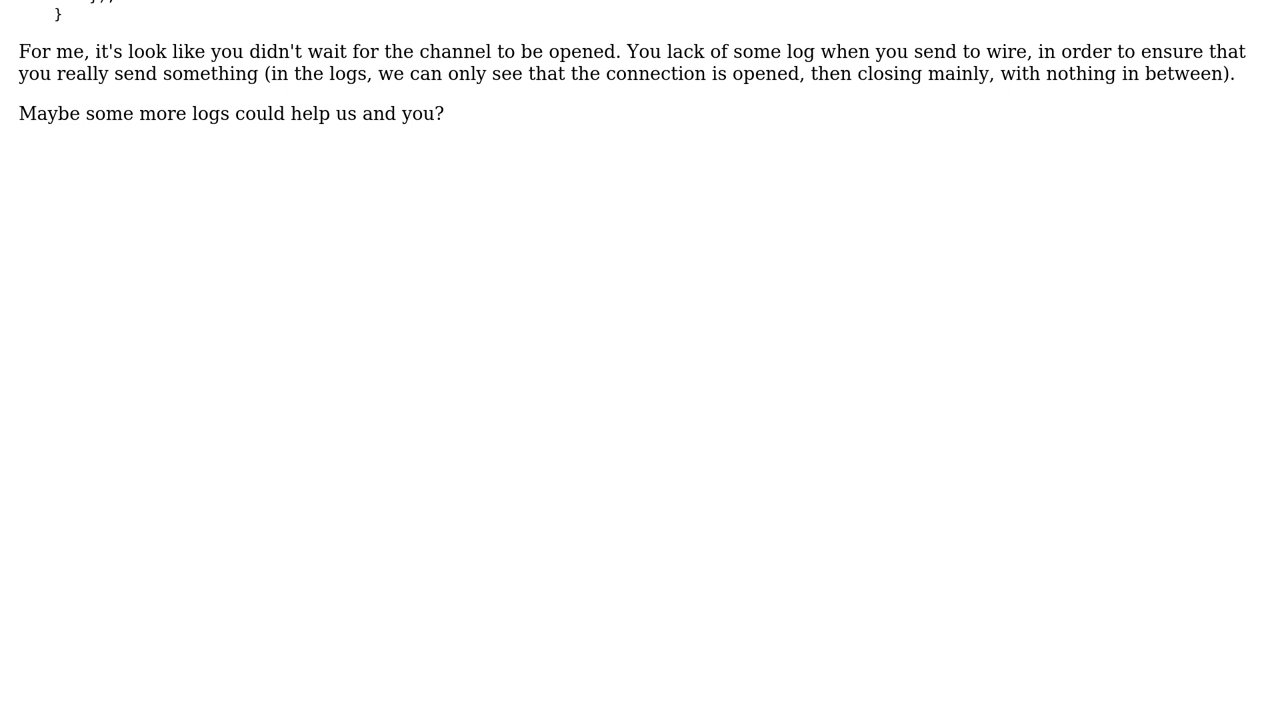 }
For me, it's look like you didn't wait for the channel to be opened. You lack of some log when you send to wire, in order to ensure that
you really send something (in the logs, we can only see that the connection is opened, then closing mainly, with nothing in between).
Maybe some more logs could help us and you?